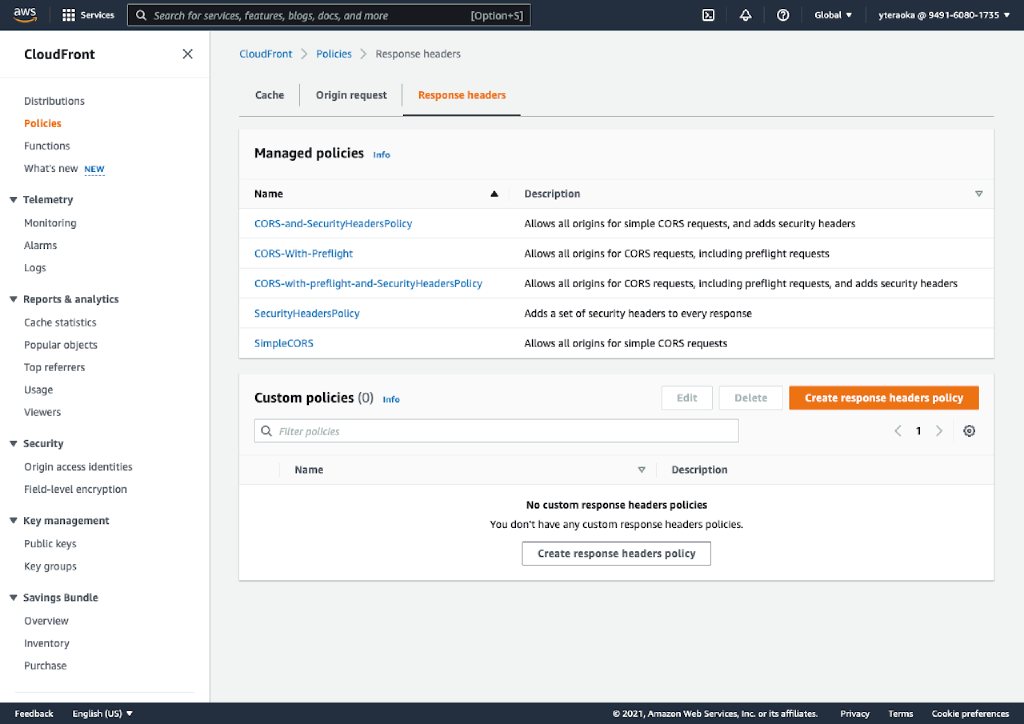 aws
Services
Search for services, features, blogs, docs, and more
[Option+S]
Global
yteraoka @ 9491-6080-1735
CloudFront
Distributions
Policies
Functions
What's new NEW
Telemetry
Monitoring
Alarms
Logs
Reports & analytics
Cache statistics
Popular objects
Top referrers
Usage
Viewers
Security
Origin access identities
Field-level encryption
Key management
Public keys
Key groups
Savings Bundle
Overview
Inventory
Purchase
CloudFront
Policies
Response headers
Cache
Origin request
Response headers
Managed policies Info
Name
Description
CORS-and-SecurityHeadersPolicy
Allows all origins for simple CORS requests, and adds security headers
CORS-With-Preflight
Allows all origins for CORS requests, including preflight requests
CORS-with-preflight-and-SecurityHeadersPolicy
Allows all origins for CORS requests, including preflight requests, and adds security headers
SecurityHeadersPolicy
Adds a set of security headers to every response
SimpleCORS
Allows all origins for simple CORS requests
Custom policies (0) Info
Edit
Delete
Create response headers policy
Filter policies
1
Name
Description
No custom response headers policies
You don't have any custom response headers policies.
Create response headers policy
Feedback
English (US)
© 2021, Amazon Web Services, Inc. or its affiliates.
Privacy
Terms
Cookie preferences